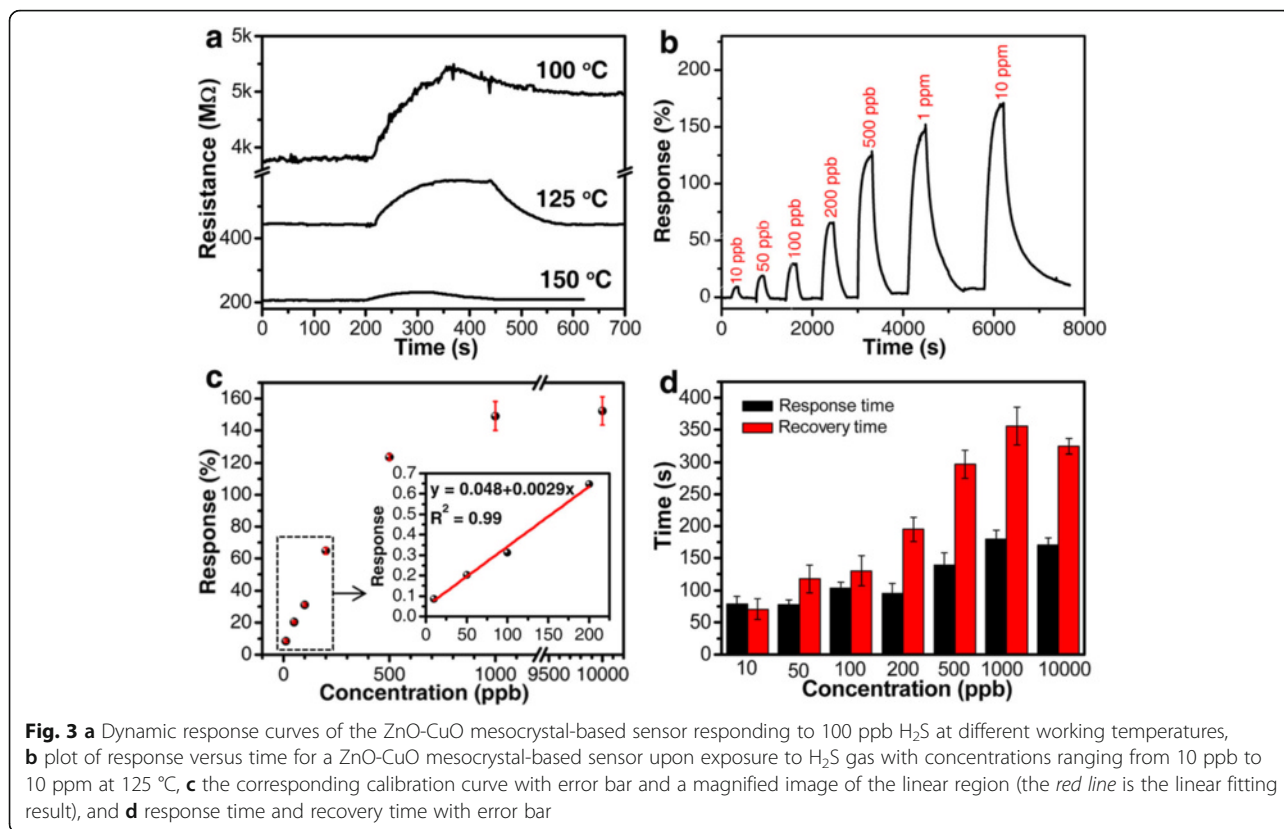 a
5k
5k
4k
400
200
Resistance (MΩ)
100 °C
125 °C
150 °C
0 100 200 300 400 500 600 700
Time (s)
b
200
150
100
50
0
Response (%)
10 ppb
50 ppb
100 ppb
200 ppb
500 ppb
1 ppm
10 ppm
0 2000 4000 6000 8000
Time (s)
c
160
140
120
100
80
60
40
20
0
Response (%)
0.7
0.6
0.5
0.4
0.3
0.2
0.1
0.0
Response
y = 0.048+0.0029x
R² = 0.99
0 50 100 150 200
0 500 1000 9500 10000
Concentration (ppb)
d
400
350
300
250
200
150
100
50
0
Time (s)
Response time
Recovery time
10 50 100 200 500 1000 10000
Concentration (ppb)
Fig. 3 a Dynamic response curves of the ZnO-CuO mesocrystal-based sensor responding to 100 ppb H₂S at different working temperatures,
b plot of response versus time for a ZnO-CuO mesocrystal-based sensor upon exposure to H₂S gas with concentrations ranging from 10 ppb to
10 ppm at 125 °C, c the corresponding calibration curve with error bar and a magnified image of the linear region (the red line is the linear fitting
result), and d response time and recovery time with error bar